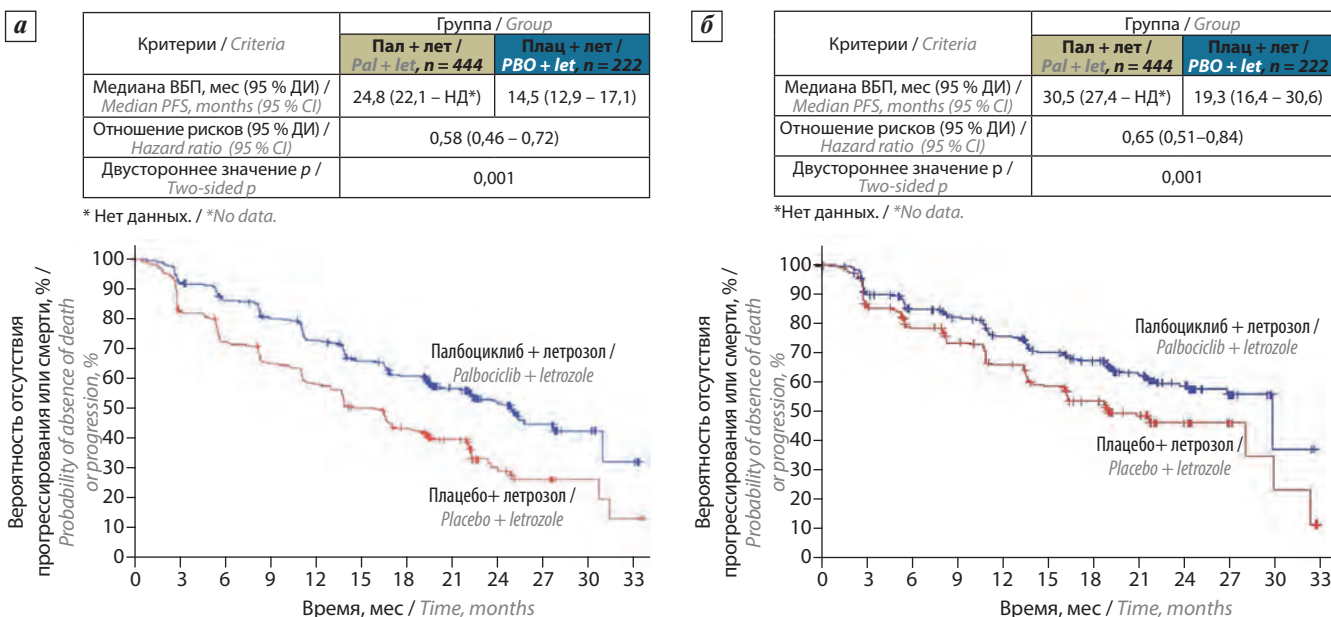 а
Группа / Group
Критерии / Criteria
Пал + лет /
Pal + let, n = 444
Плац + лет /
PBO + let, n = 222
Медиана ВБП, мес (95 % ДИ) /
Median PFS, months (95 % CI)
24,8 (22,1 – НД*)
14,5 (12,9 – 17,1)
Отношение рисков (95 % ДИ) /
Hazard ratio (95 % CI)
0,58 (0,46 – 0,72)
Двустороннее значение p /
Two-sided p
0,001
* Нет данных. / *No data.
Вероятность отсутствия
прогрессирования или смерти, % /
Probability of absence of death
or progression, %
100
90
80
70
60
50
40
30
20
10
0
Палбоциклиб + летрозол /
Palbociclib + letrozole
Плацебо+ летрозол /
Placebo + letrozole
0 3 6 9 12 15 18 21 24 27 30 33
Время, мес / Time, months
б
Группа / Group
Критерии / Criteria
Пал + лет /
Pal + let, n = 444
Плац + лет /
PBO + let, n = 222
Медиана ВБП, мес (95 % ДИ) /
Median PFS, months (95 % CI)
30,5 (27,4 – НД*)
19,3 (16,4 – 30,6)
Отношение рисков (95 % ДИ) /
Hazard ratio (95 % CI)
0,65 (0,51–0,84)
Двустороннее значение р /
Two-sided p
0,001
*Нет данных. / *No data.
Вероятность отсутствия
прогрессирования или смерти, % /
Probability of absence of death
or progression, %
100
90
80
70
60
50
40
30
20
10
0
Палбоциклиб + летрозол /
Palbociclib + letrozole
Плацебо+ летрозол /
Placebo + letrozole
0 3 6 9 12 15 18 21 24 27 30 33
Время, мес / Time, months